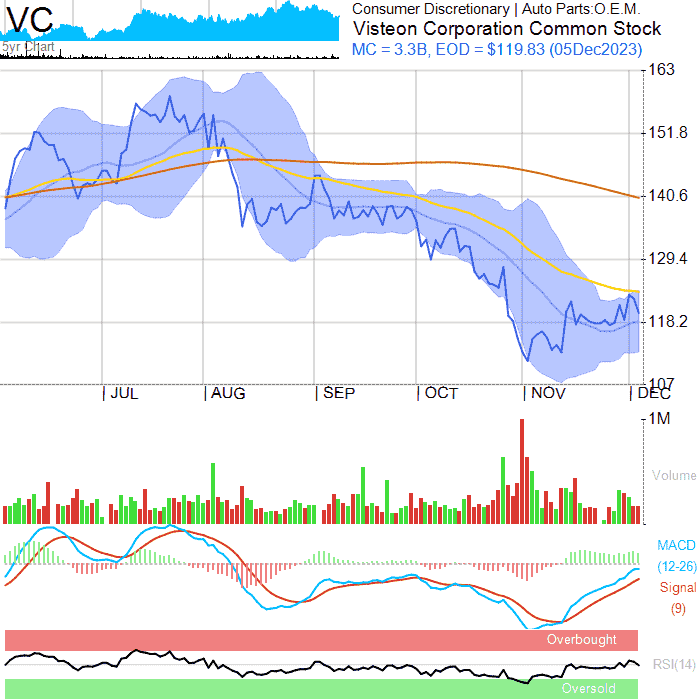 VC
5yr Chart
Consumer Discretionary | Auto Parts:O.E.M.
Visteon Corporation Common Stock
MC = 3.3B, EOD = $119.83 (05Dec2023)
163
151.8
140.6
129.4
118.2
107
JUL AUG SEP OCT NOV DEC
1M
Volume
MACD
(12-26)
Signal
(9)
Overbought
RSI(14)
Oversold